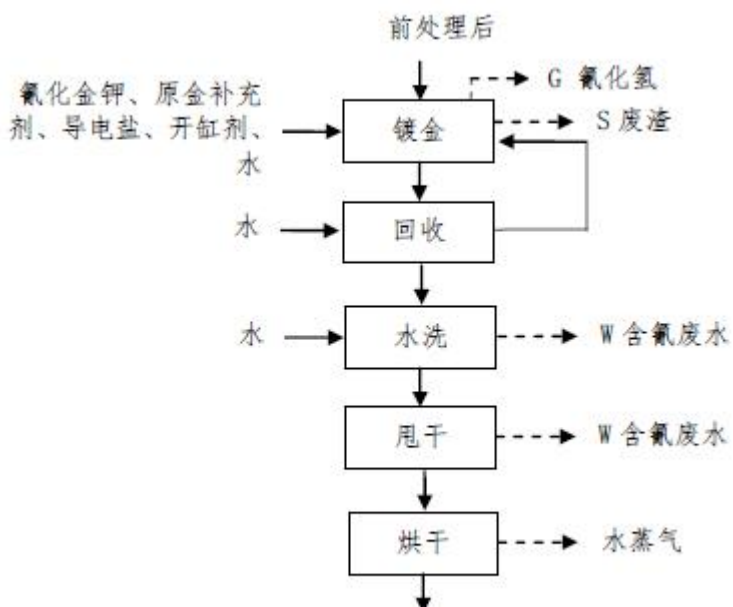 前处理后
G 氰化氢
氰化金钾、原金补充
剂、导电盐、开缸剂、
水
镀金
S 废渣
水
回收
水
水洗
W 含氰废水
甩干
W 含氰废水
烘干
水蒸气